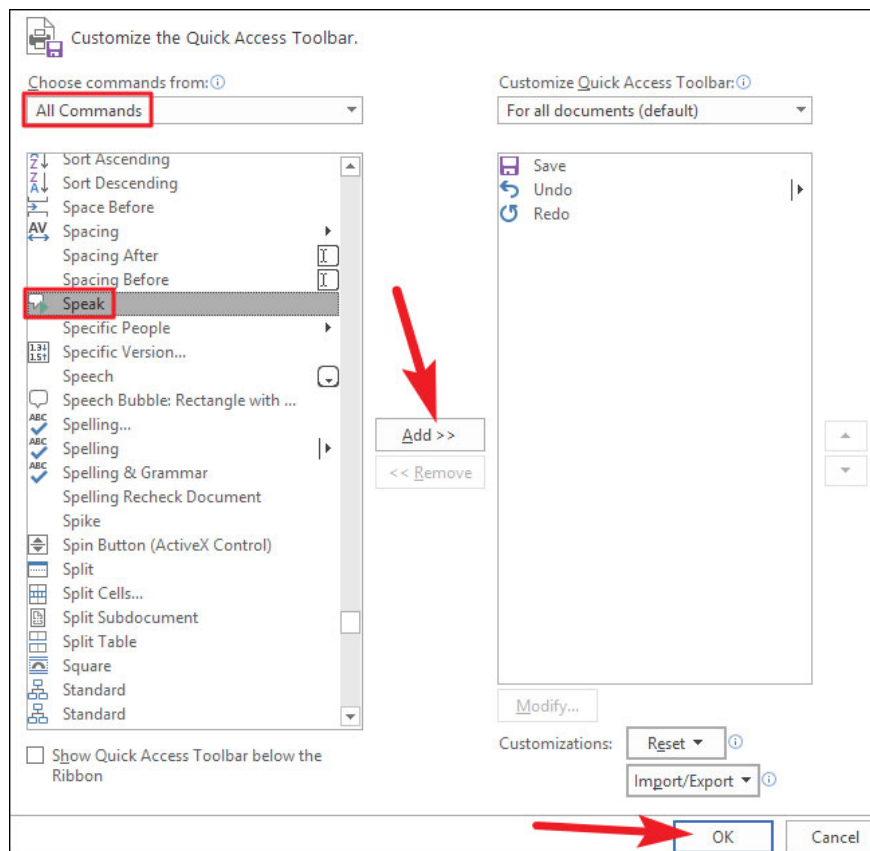 Customize the Quick Access Toolbar.
Choose commands from:
All Commands
Sort Ascending
Sort Descending
Space Before
Spacing
Spacing After
Spacing Before
Speak
Specific People
Specific Version...
Speech
Speech Bubble: Rectangle with ...
Spelling...
Spelling
Spelling & Grammar
Spelling Recheck Document
Spike
Spin Button (ActiveX Control)
Split
Split Cells...
Split Subdocument
Split Table
Square
Standard
Standard
Show Quick Access Toolbar below the
Ribbon
Add >>
<< Remove
Customize Quick Access Toolbar:
For all documents (default)
Save
Undo
Redo
Modify...
Customizations: Reset
Import/Export
OK Cancel